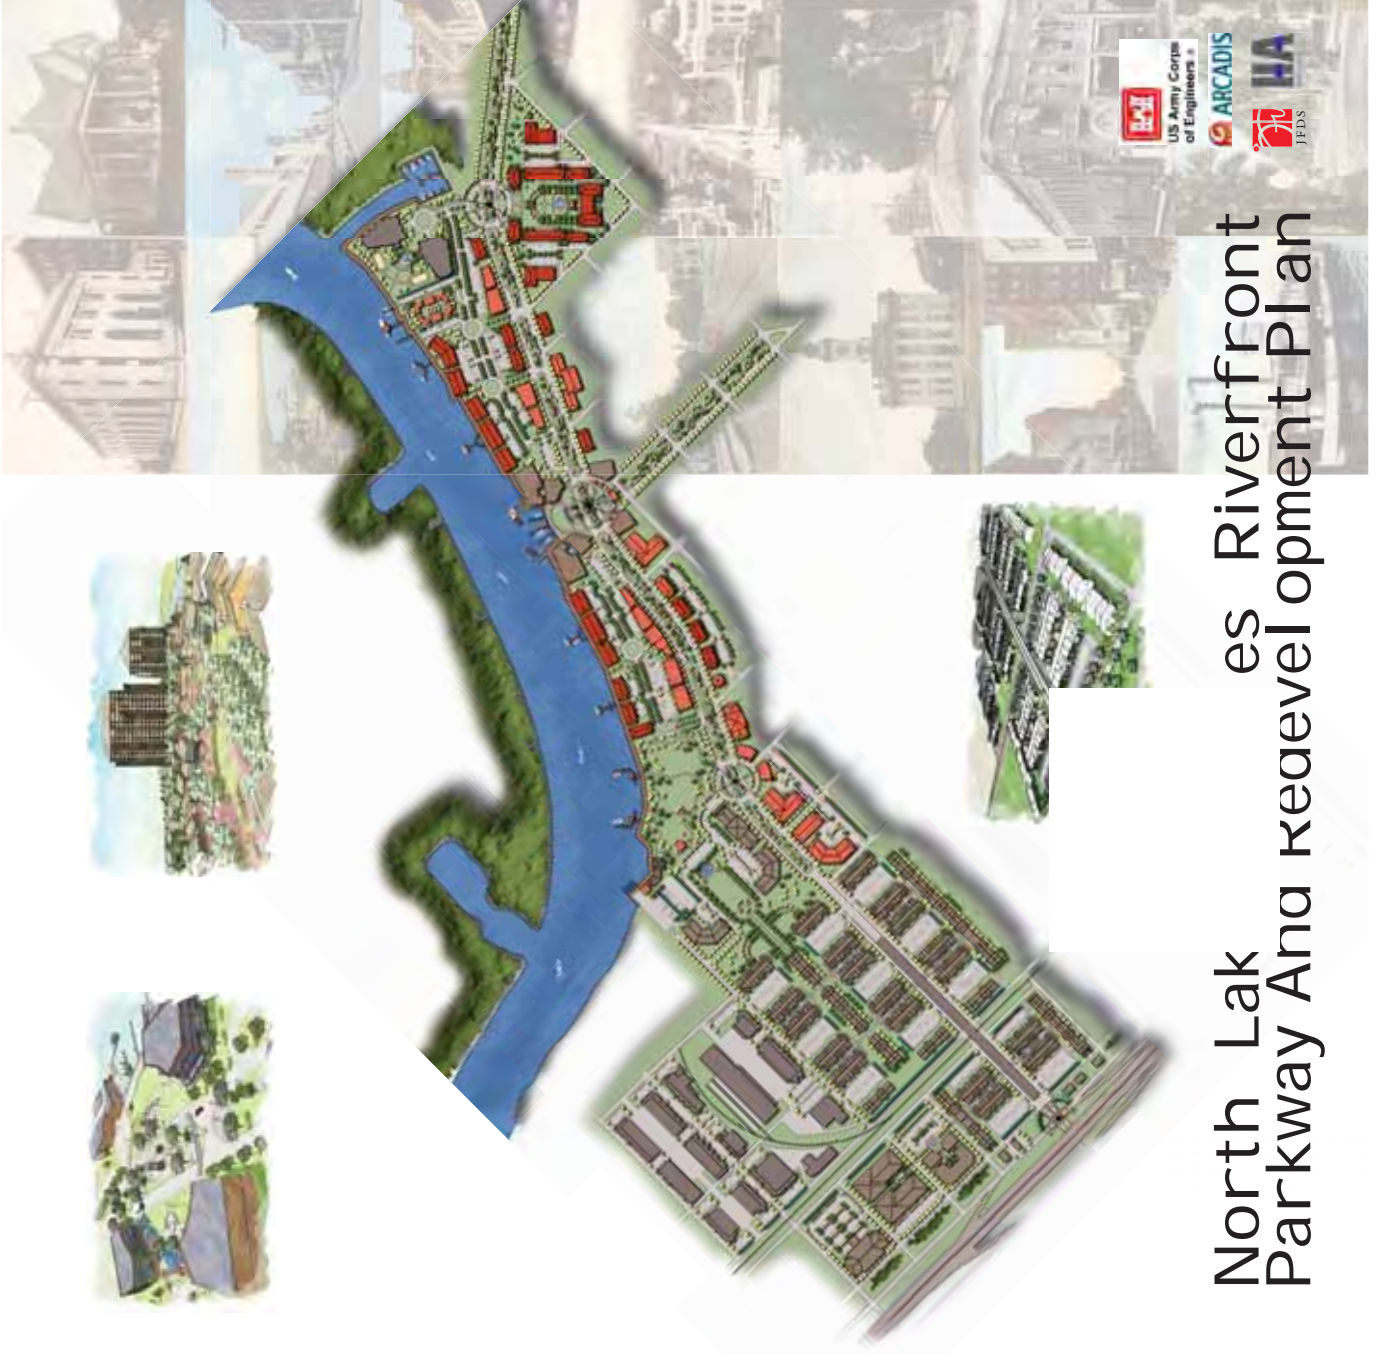 North Lak es Riverfront
Parkway And Redevelopment Plan
US Army Corps
of Engineers
ARCADIS
JFDS